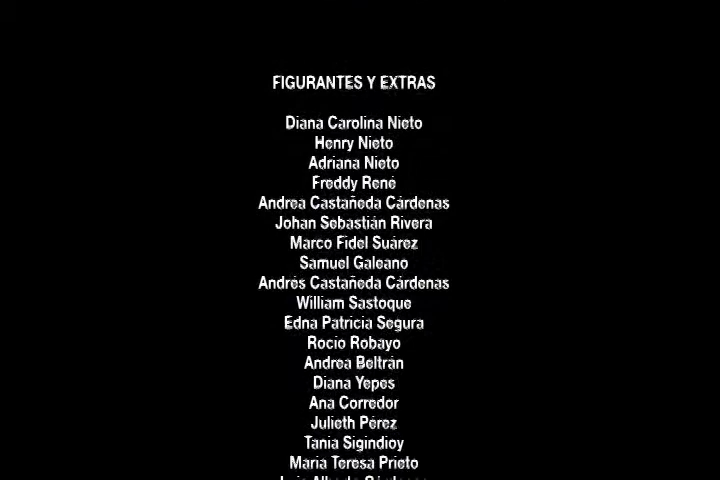 FIGURANTES Y EXTRAS
Diana Carolina Nieto
Henry Nieto
Adriana Nieto
Freddy René
Andrea Castañeda Cárdenas
Johan Sebastián Rivera
Marco Fidel Suárez
Samuel Galeano
Andrés Castañeda Cárdenas
William Sastoque
Edna Patricia Segura
Rocío Robayo
Andrea Beltrán
Diana Yepes
Ana Corredor
Julieth Pérez
Tania Sigindioy
María Teresa Prieto